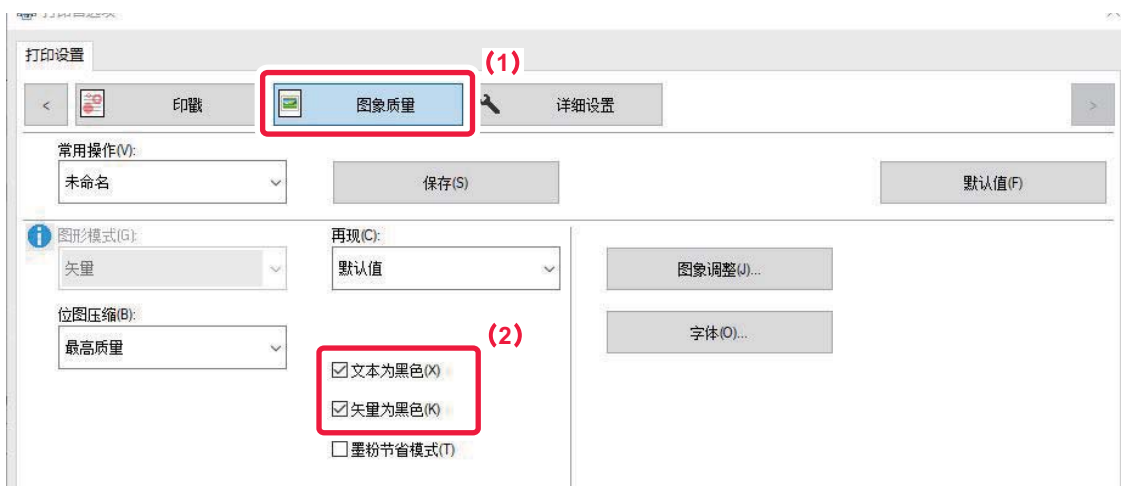 打印设置
(1)
<
印戳
图象质量
详细设置
>
常用操作(V):
未命名
保存(S)
默认值(F)
图形模式(G):
矢量
再现(C):
默认值
图象调整(J)...
位图压缩(B):
最高质量
(2)
字体(O)...
文本为黑色(X)
矢量为黑色(K)
墨粉节省模式(T)